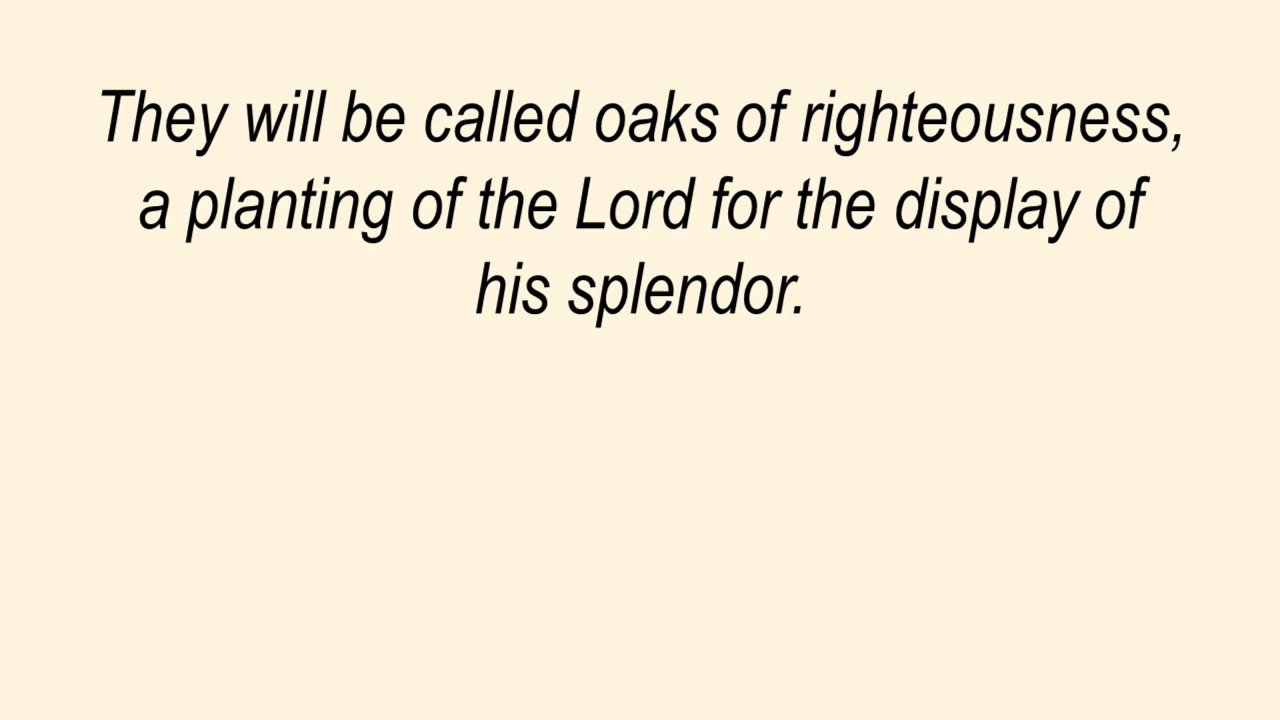 They will be called oaks of righteousness,
a planting of the Lord for the display of
his splendor.